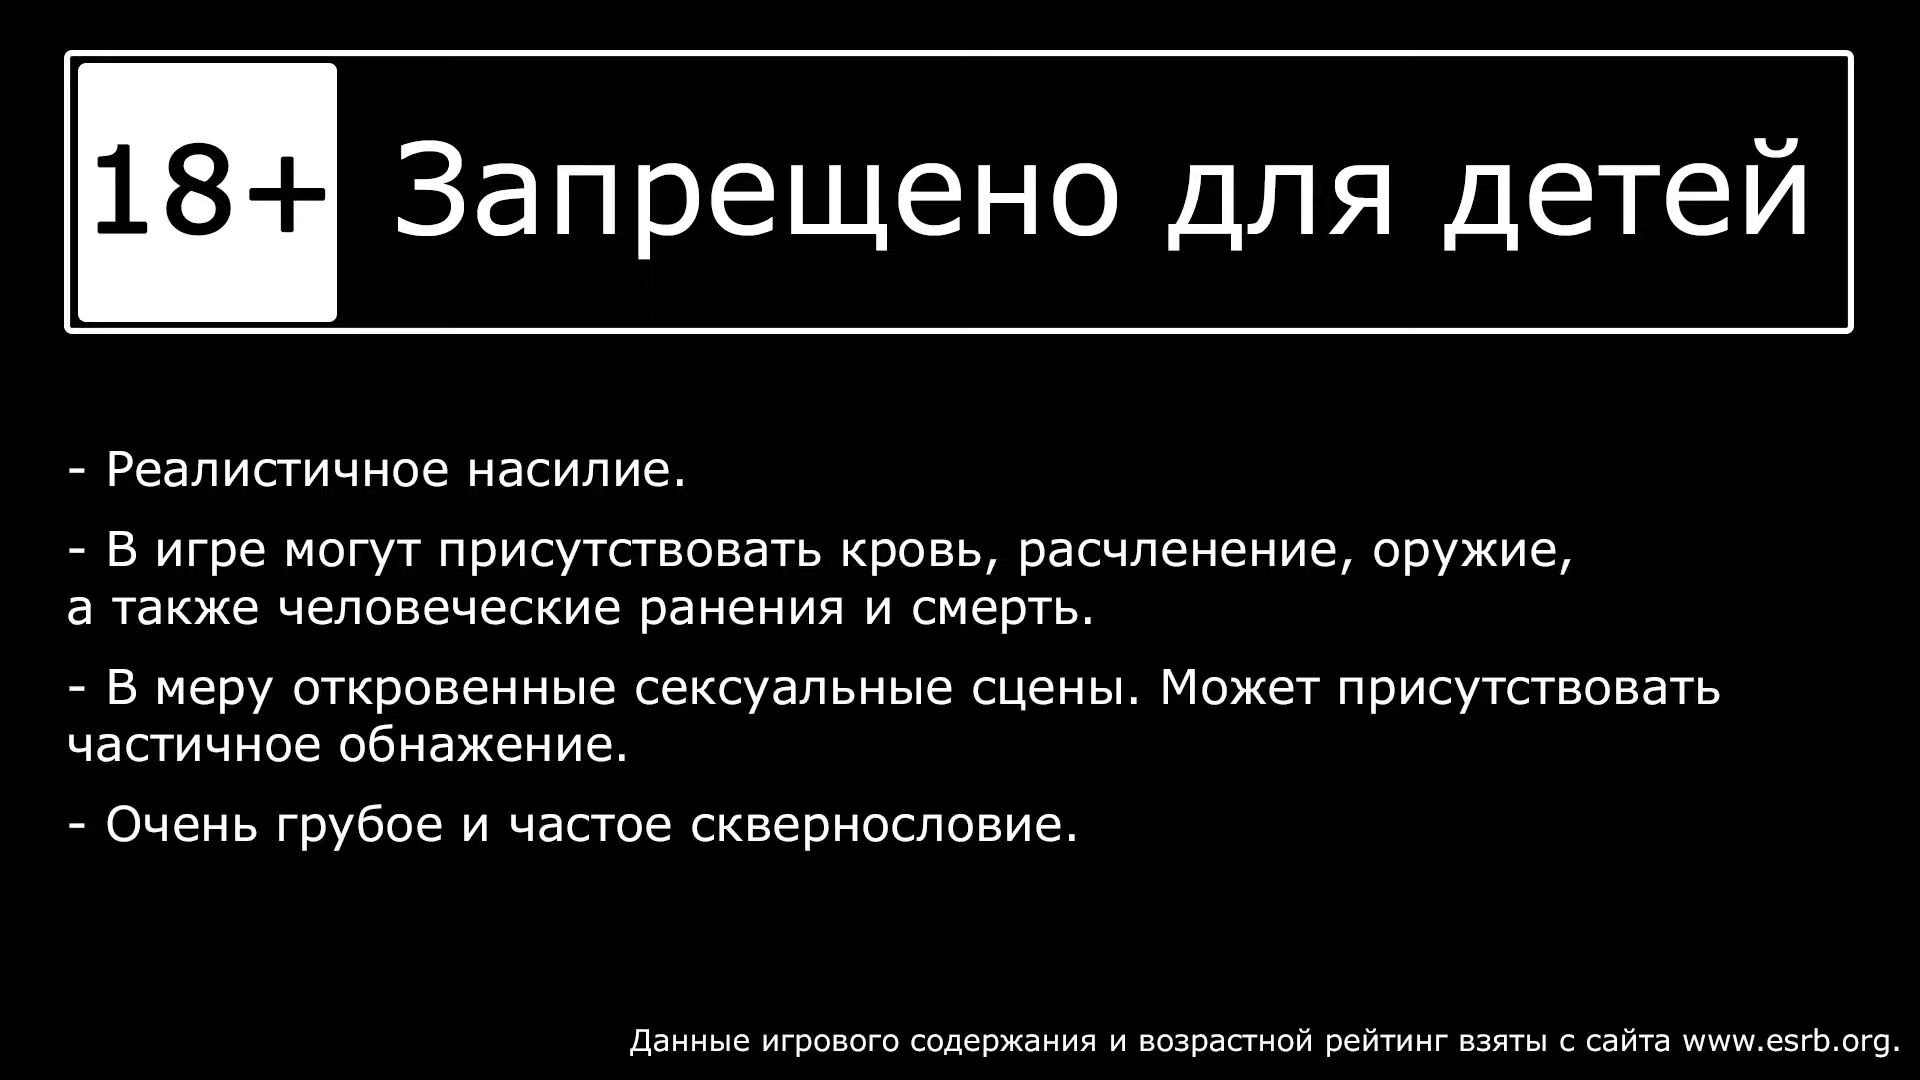 18+ Запрещено для детей
- Реалистичное насилие.
- В игре могут присутствовать кровь, расчленение, оружие,
а также человеческие ранения и смерть.
- В меру откровенные сексуальные сцены. Может присутствовать
частичное обнажение.
- Очень грубое и частое сквернословие.
Данные игрового содержания и возрастной рейтинг взяты с сайта www.esrb.org.